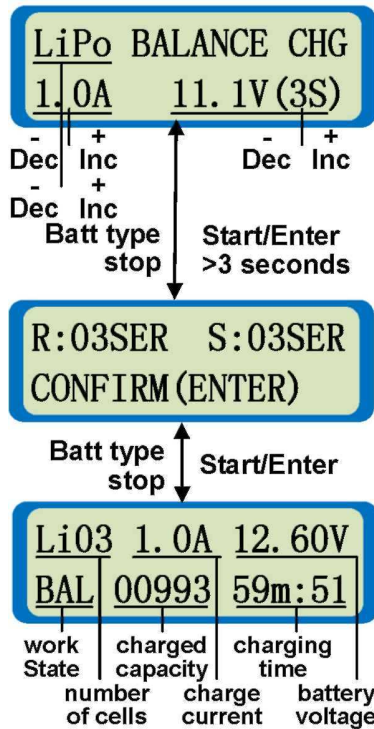 LiPo BALANCE CHG
1.0A 11.1V(3S)
- + - +
Dec Inc Dec Inc
- +
Dec Inc
Batt type Start/Enter
stop >3 seconds
R:03SER S:03SER
CONFIRM(ENTER)
Batt type Start/Enter
stop
Li03 1.0A 12.60V
BAL 00993 59m:51
work charged charging
State capacity time
number charge battery
of cells current voltage